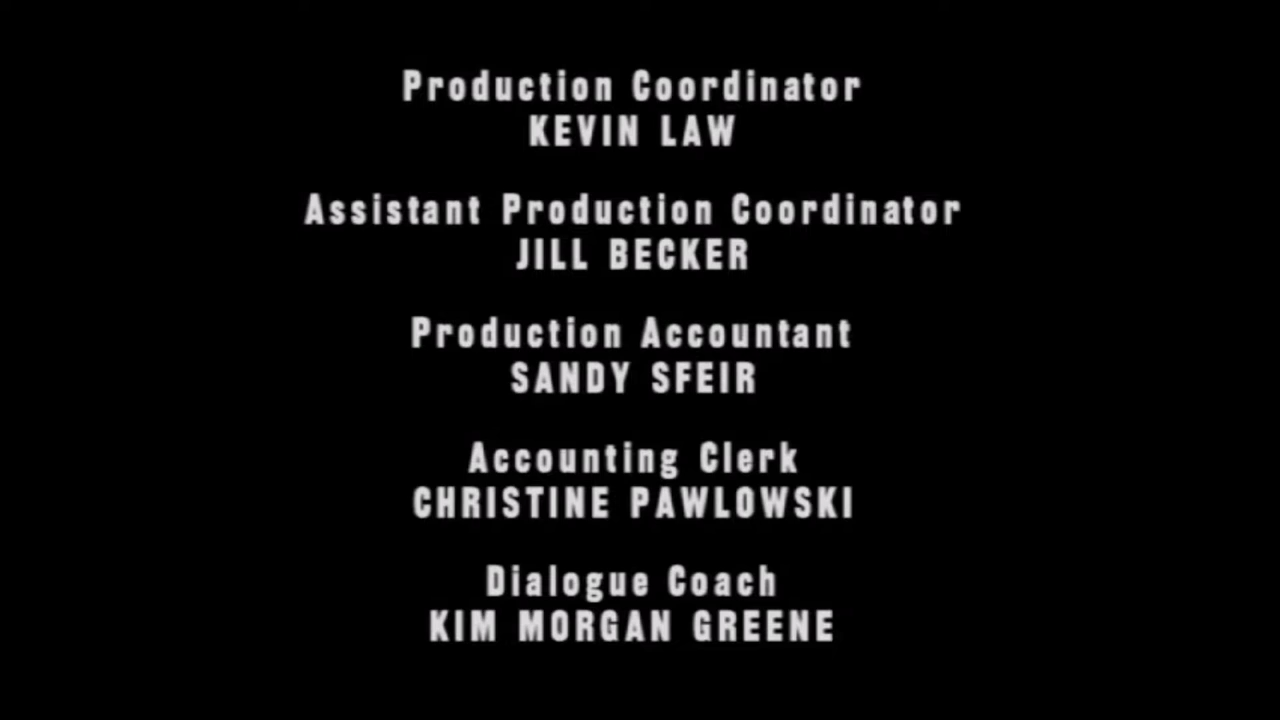 Production Coordinator
KEVIN LAW
Assistant Production Coordinator
JILL BECKER
Production Accountant
SANDY SFEIR
Accounting Clerk
CHRISTINE PAWLOWSKI
Dialogue Coach
KIM MORGAN GREENE